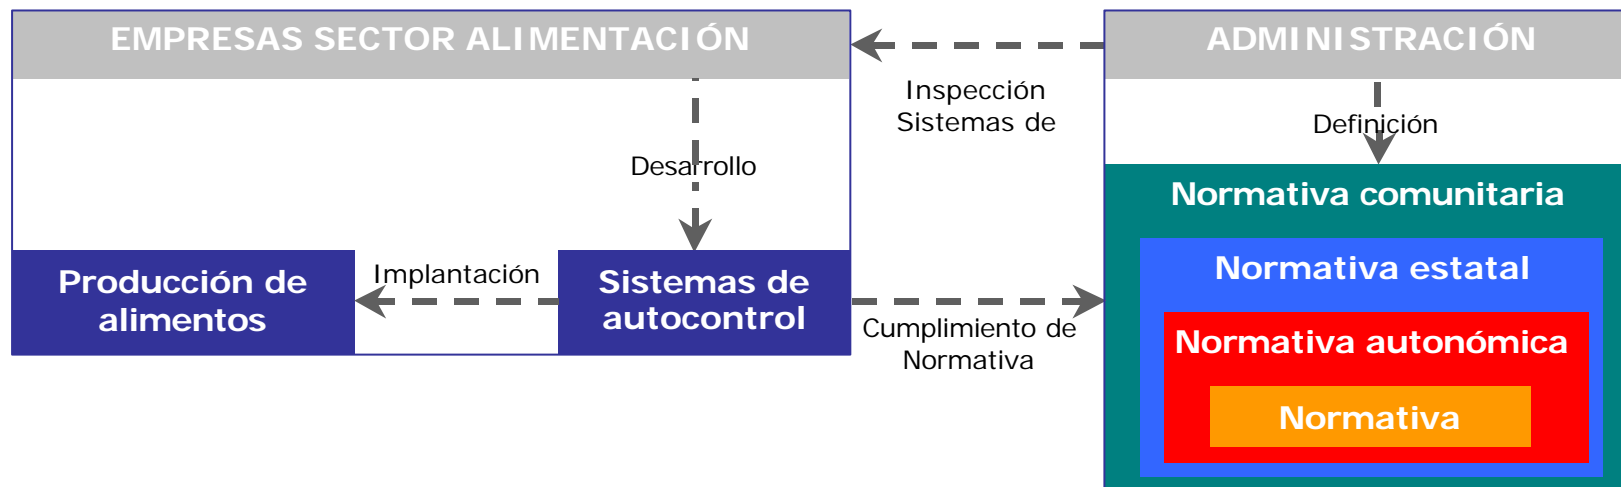 EMPRESAS SECTOR ALIMENTACIÓN
ADMINISTRACIÓN
Inspección
Sistemas de
Definición
Desarrollo
Normativa comunitaria
Normativa estatal
Producción de
alimentos
Implantación
Sistemas de
autocontrol
Cumplimiento de
Normativa
Normativa autonómica
Normativa